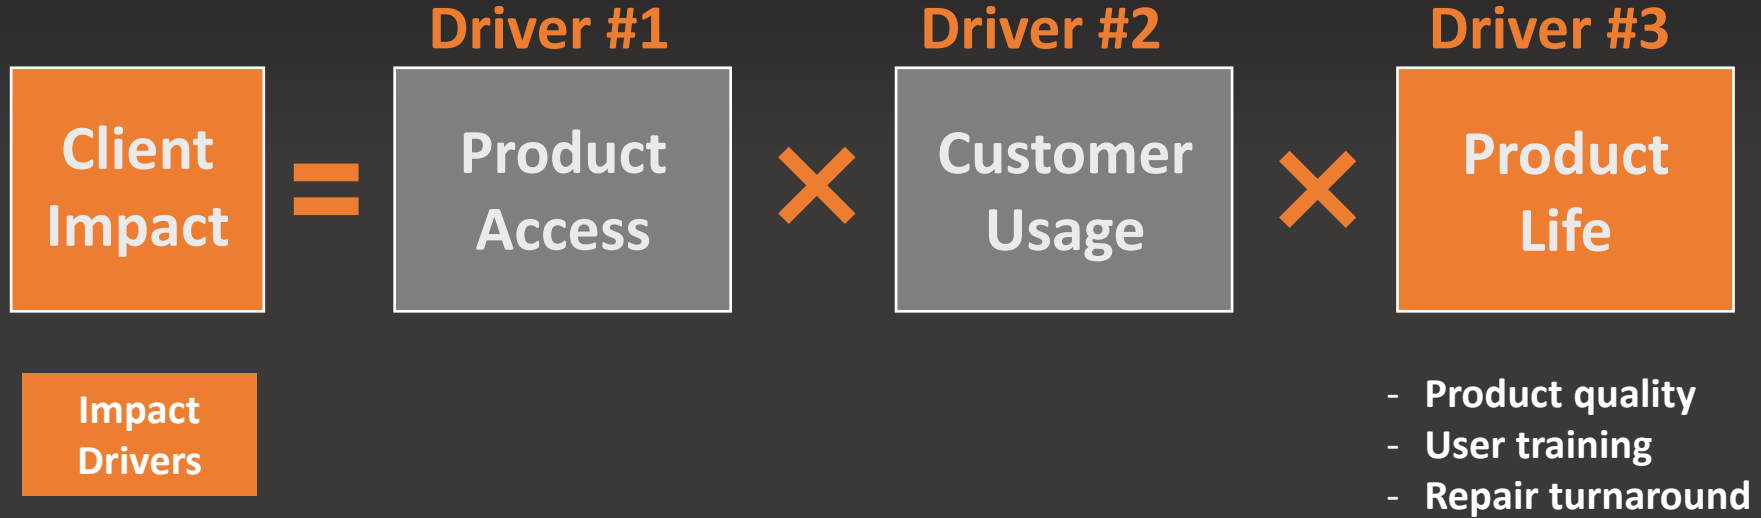 Driver #1
Driver #2
Driver #3
Client
Impact
=
Product
Access
×
Customer
Usage
×
Product
Life
Impact
Drivers
- Product quality
- User training
- Repair turnaround